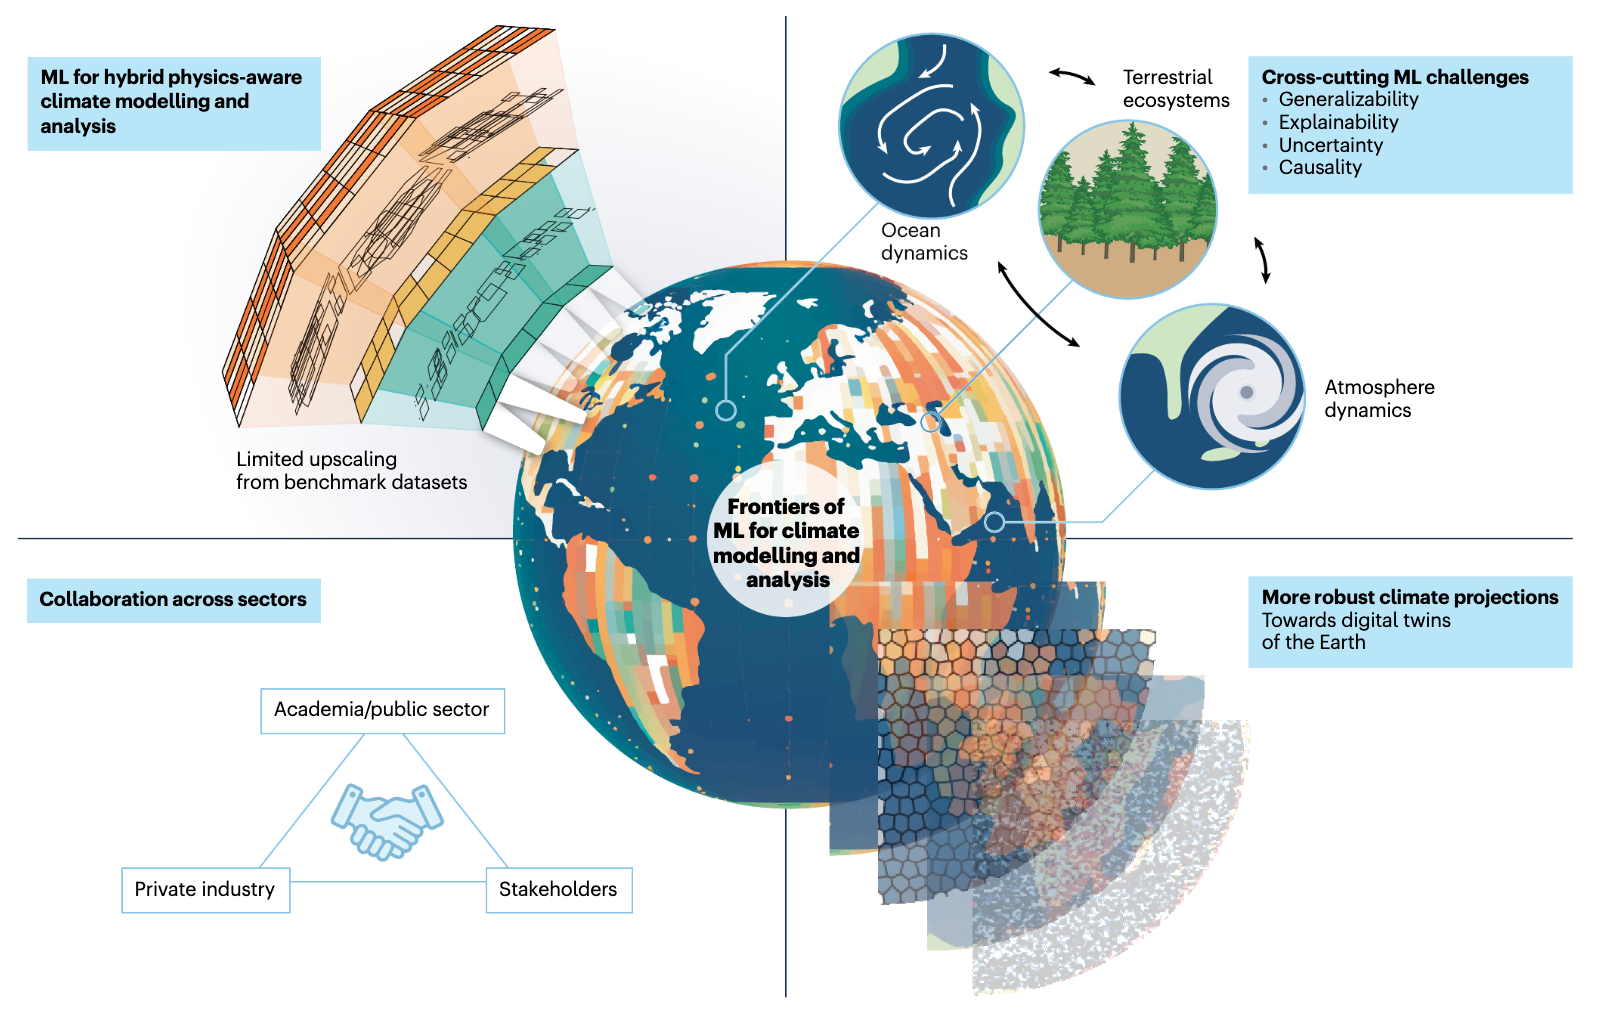 ML for hybrid physics-aware
climate modelling and
analysis
Limited upscaling
from benchmark datasets
Terrestrial
ecosystems
Ocean
dynamics
Atmosphere
dynamics
Cross-cutting ML challenges
• Generalizability
• Explainability
• Uncertainty
• Causality
Frontiers of
ML for climate
modelling and
analysis
Collaboration across sectors
Academia/public sector
Private industry
Stakeholders
More robust climate projections
Towards digital twins
of the Earth